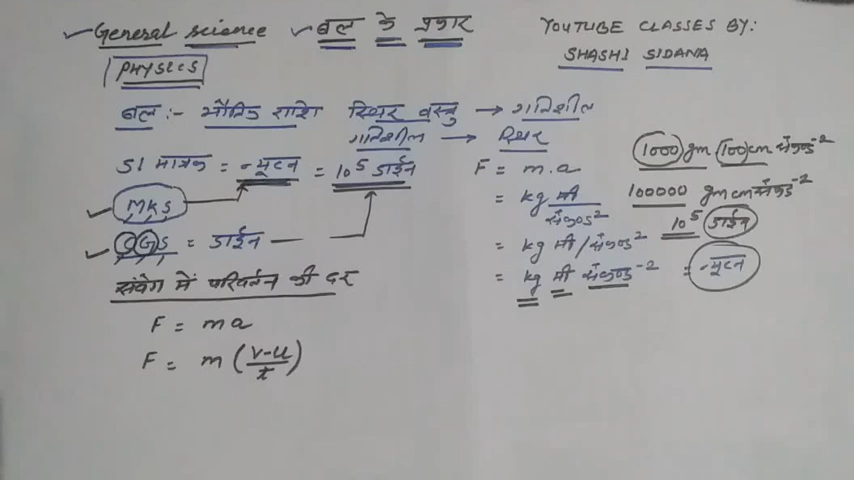 General science बल के प्रकार
YOUTUBE CLASSES BY:
SHASHI SIDANA
PHYSICS
बल :- भौतिक राशि स्थिर वस्तु → गतिशील
गतिशील → स्थिर
SI मात्रक = न्यूटन = 10⁵ डाईन
MKS
CGS = डाईन
संवेग में परिवर्तन की दर
F = ma
F = m (v-u/t)
F = m.a
= kg मी/सैकण्ड²
= kg मी/सैकण्ड²
= kg मी सैकण्ड⁻² = न्यूटन
1000 gm 100 cm सैकण्ड⁻²
100000 gm cm सैकण्ड⁻²
10⁵ डाईन